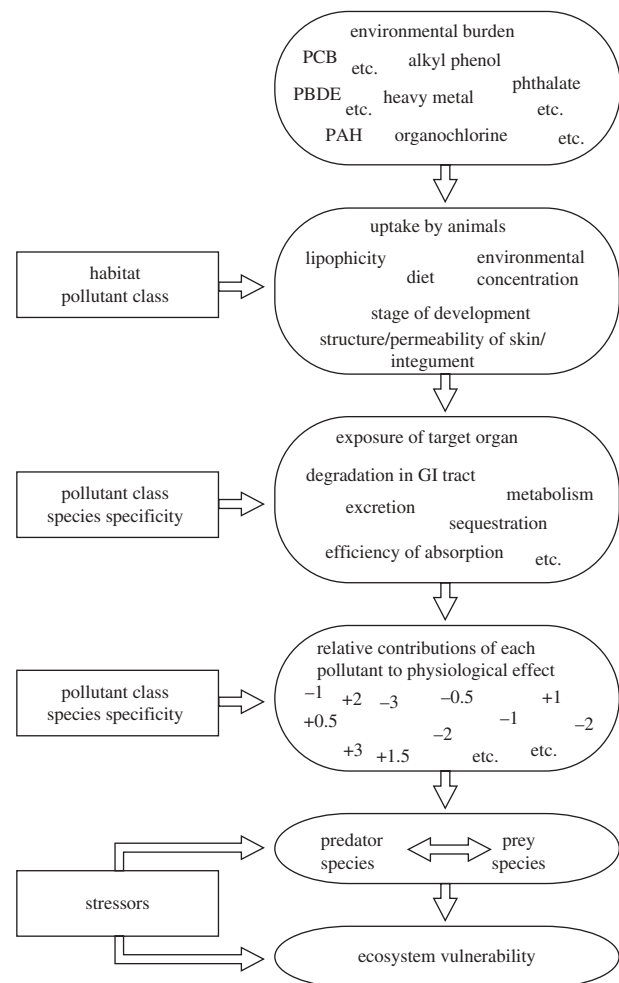 environmental burden
PCB etc. alkyl phenol
PBDE etc. heavy metal phthalate etc.
PAH organochlorine etc.
habitat
pollutant class
uptake by animals
lipophicity diet environmental
concentration
stage of development
structure/permeability of skin/
integument
pollutant class
species specificity
exposure of target organ
degradation in GI tract
excretion metabolism
sequestration
efficiency of absorption etc.
pollutant class
species specificity
relative contributions of each
pollutant to physiological effect
–1 +2 –3 –0.5 +1
+0.5 –2 –1 –2
+3 +1.5 etc. etc.
stressors
predator
species
prey
species
ecosystem vulnerability